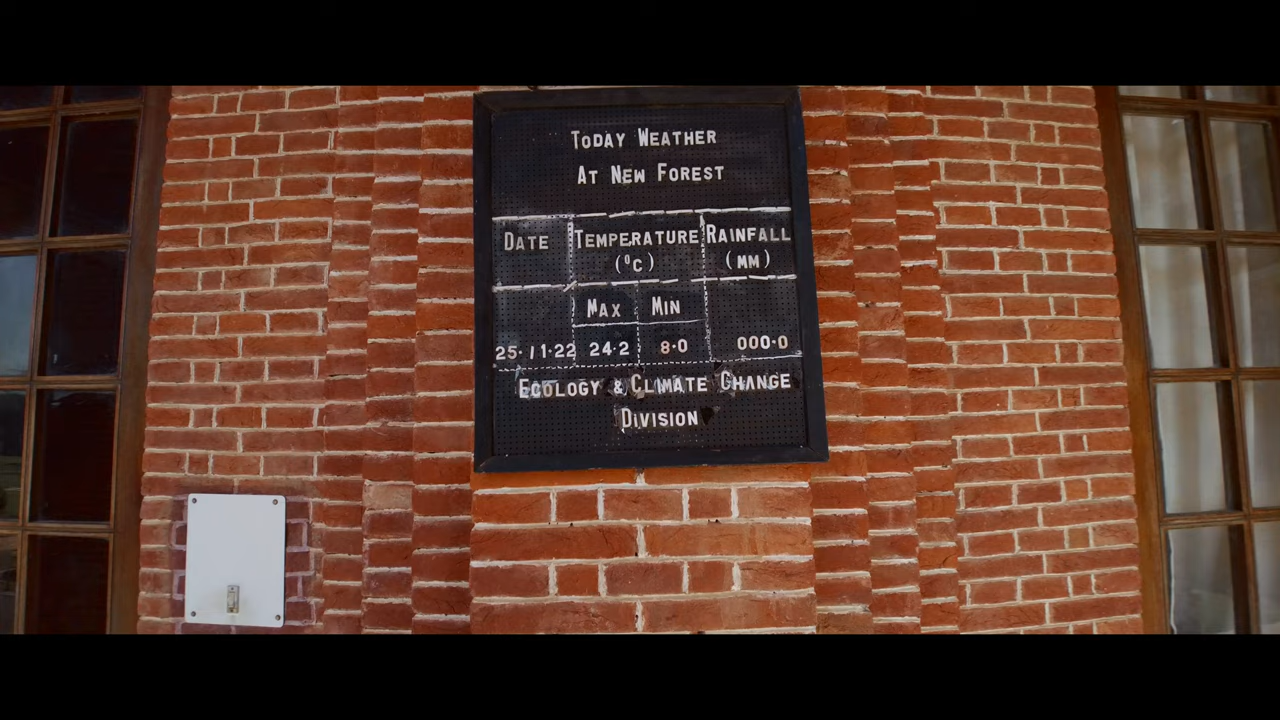 TODAY WEATHER
AT NEW FOREST
DATE TEMPERATURE RAINFALL
(°C) (MM)
MAX MIN
25·11·22 24·2 8·0 000·0
ECOLOGY & CLIMATE CHANGE
DIVISION